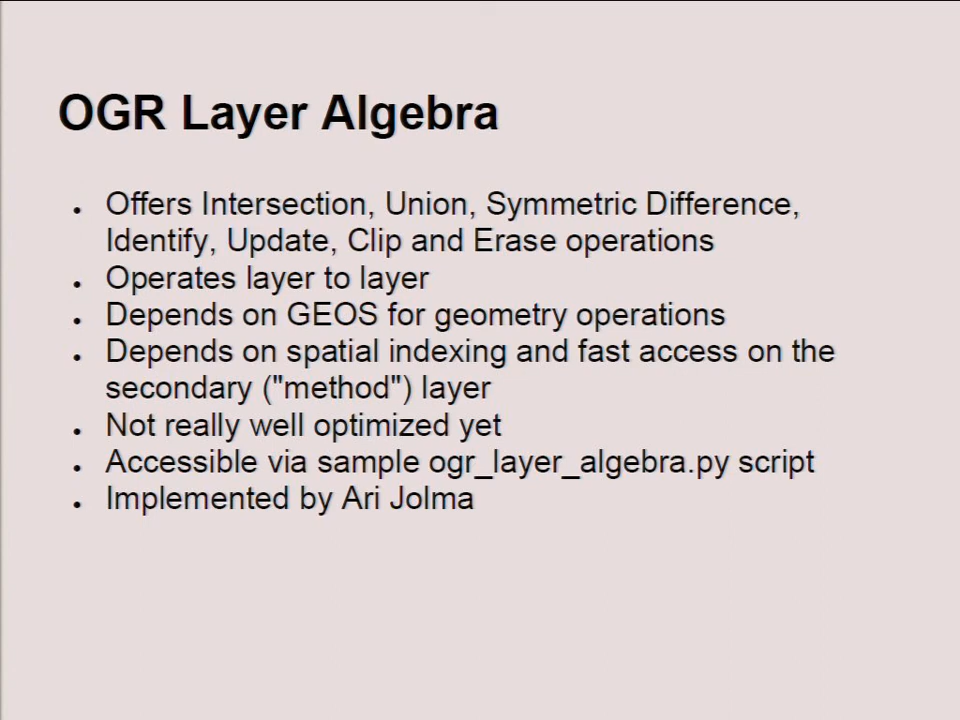 OGR Layer Algebra
• Offers Intersection, Union, Symmetric Difference,
Identify, Update, Clip and Erase operations
• Operates layer to layer
• Depends on GEOS for geometry operations
• Depends on spatial indexing and fast access on the
secondary ("method") layer
• Not really well optimized yet
• Accessible via sample ogr_layer_algebra.py script
• Implemented by Ari Jolma